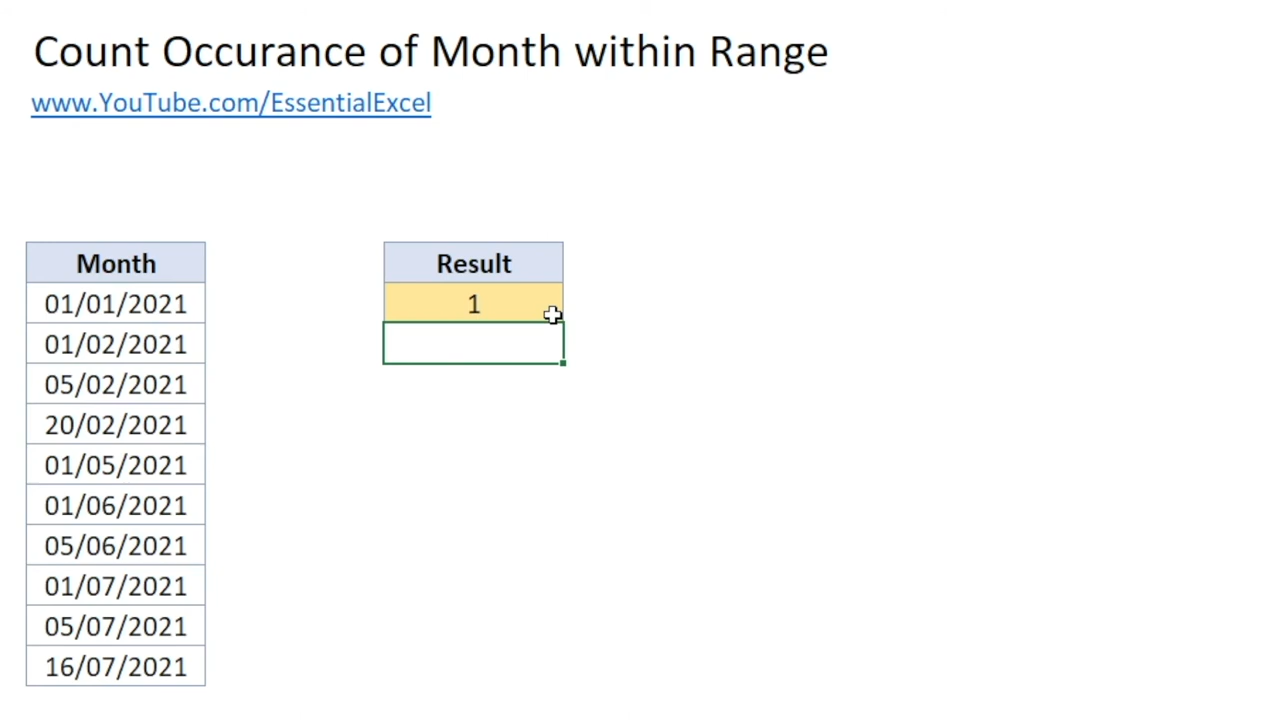 Count Occurance of Month within Range
www.YouTube.com/EssentialExcel
Month
01/01/2021
01/02/2021
05/02/2021
20/02/2021
01/05/2021
01/06/2021
05/06/2021
01/07/2021
05/07/2021
16/07/2021
Result
1